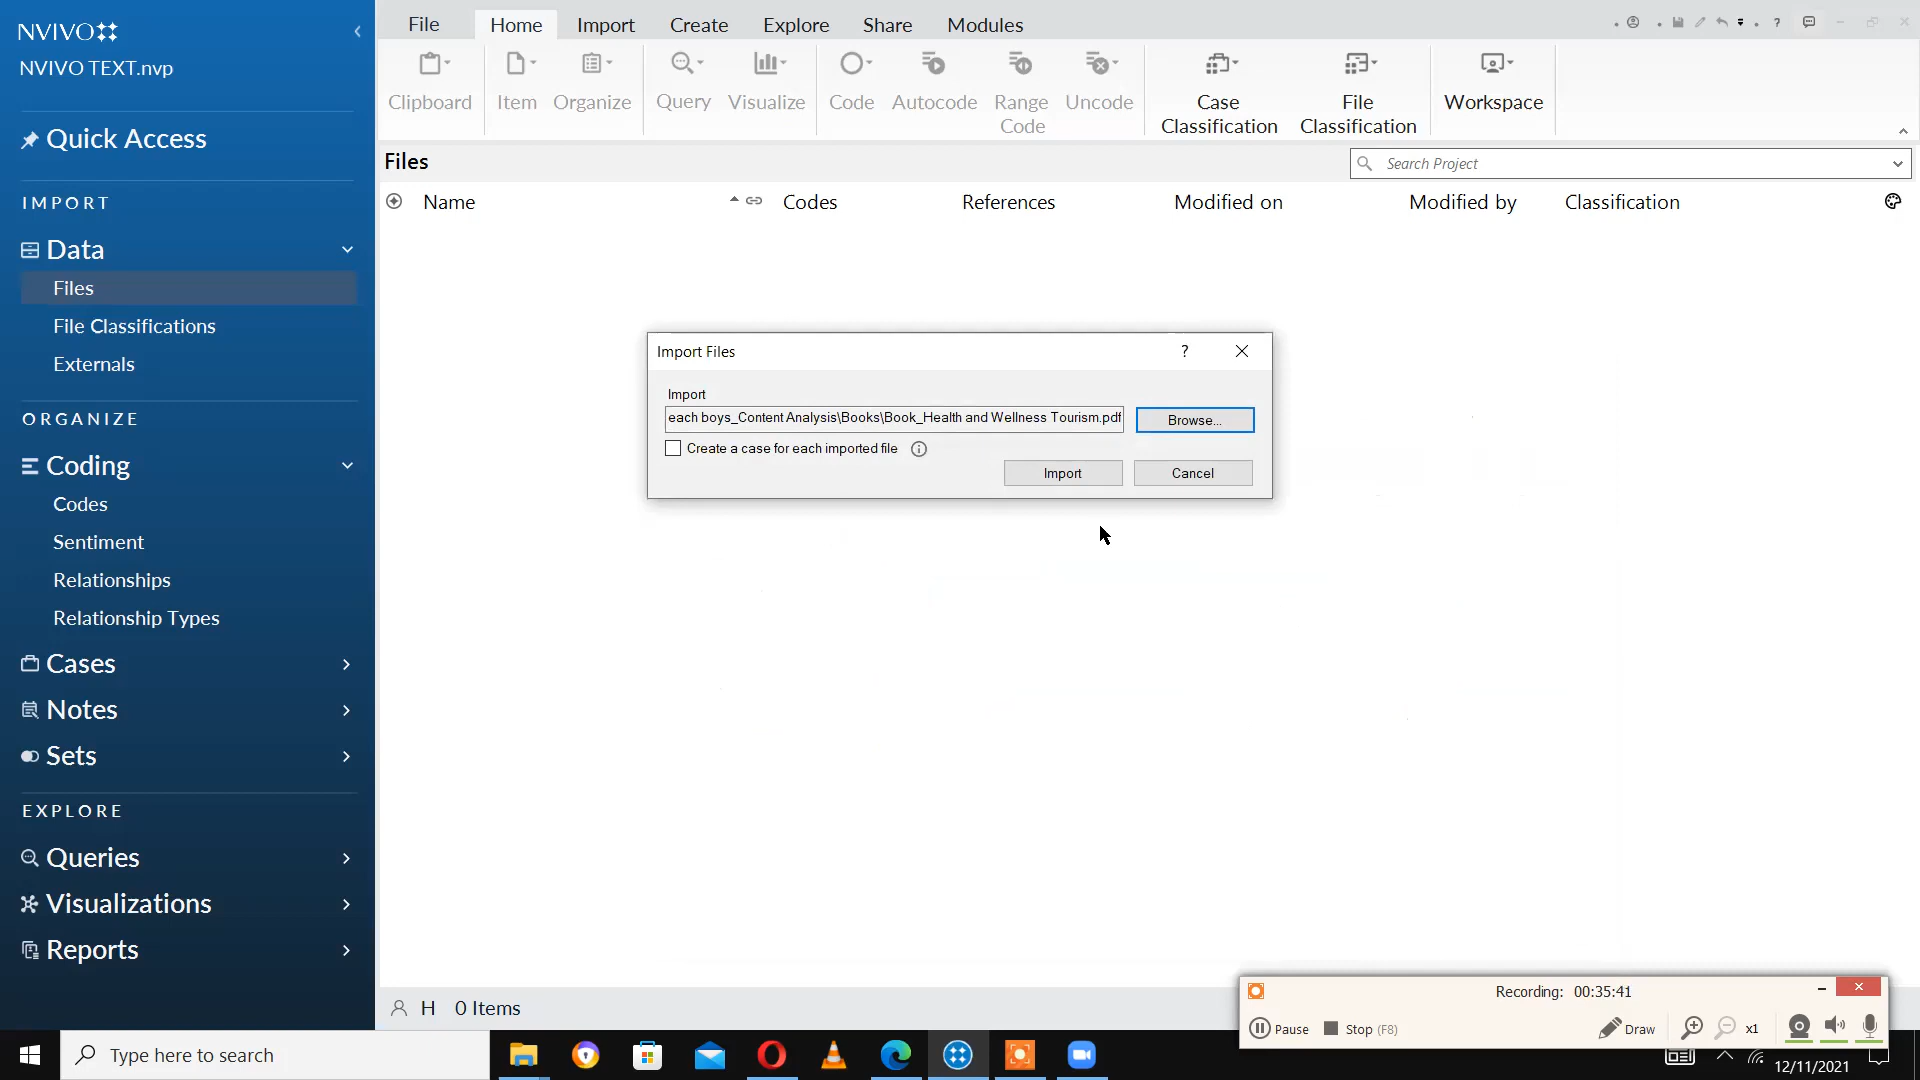 NVIVO
NVIVO TEXT.nvp
Quick Access
IMPORT
Data
Files
File Classifications
Externals
ORGANIZE
Coding
Codes
Sentiment
Relationships
Relationship Types
Cases
Notes
Sets
EXPLORE
Queries
Visualizations
Reports
File Home Import Create Explore Share Modules
Clipboard Item Organize Query Visualize Code Autocode Range Code Uncode Case Classification File Classification Workspace
Files
Search Project
Name Codes References Modified on Modified by Classification
Import Files
Import
each boys_Content Analysis\Books\Book_Health and Wellness Tourism.pdf
Browse...
Create a case for each imported file
Import Cancel
H 0 Items
Recording: 00:35:41
Pause Stop (F8) Draw x1
Type here to search
12/11/2021